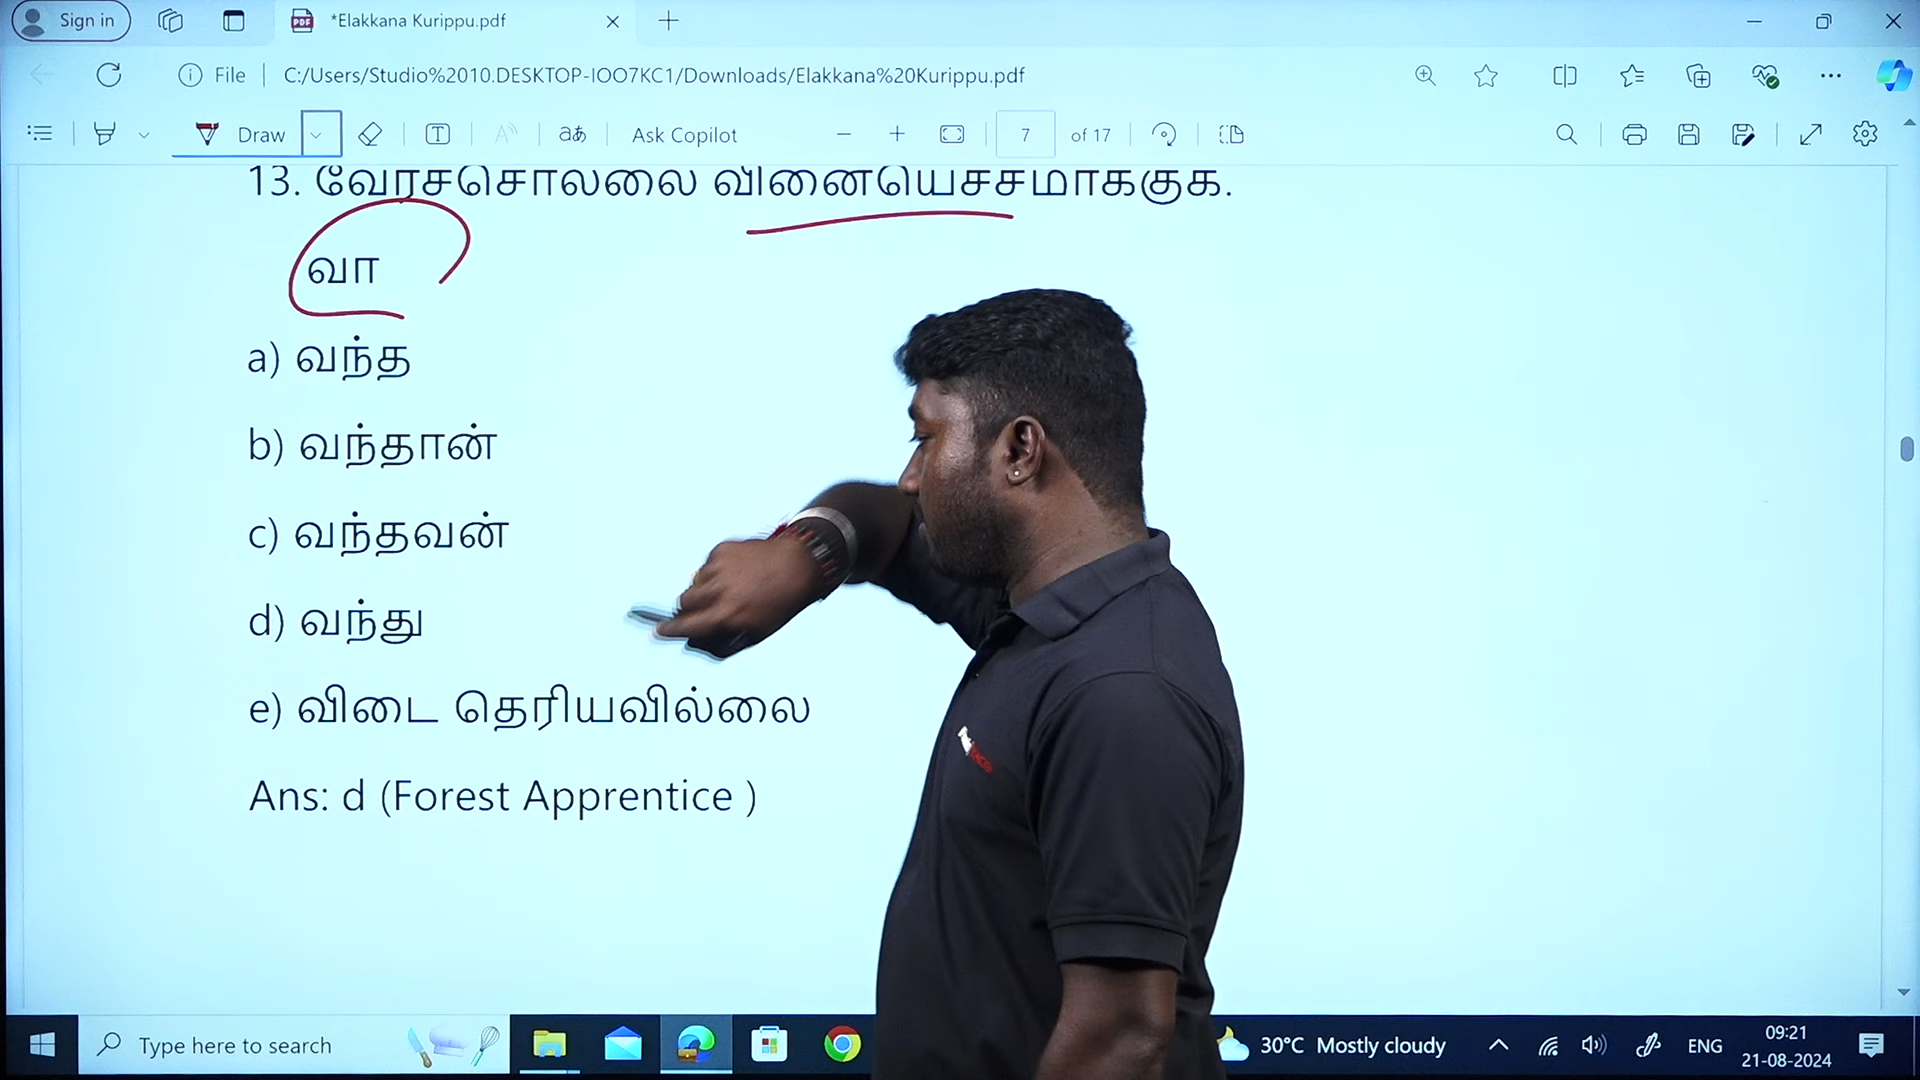 Sign in
*Elakkana Kurippu.pdf
File
C:/Users/Studio%2010.DESKTOP-IOO7KC1/Downloads/Elakkana%20Kurippu.pdf
Draw
Ask Copilot
7
of 17
13. வேர்ச்சொல்லை வினையெச்சமாக்குக.
வா
a) வந்த
b) வந்தான்
c) வந்தவன்
d) வந்து
e) விடை தெரியவில்லை
Ans: d (Forest Apprentice )
Type here to search
30°C Mostly cloudy
ENG
09:21
21-08-2024